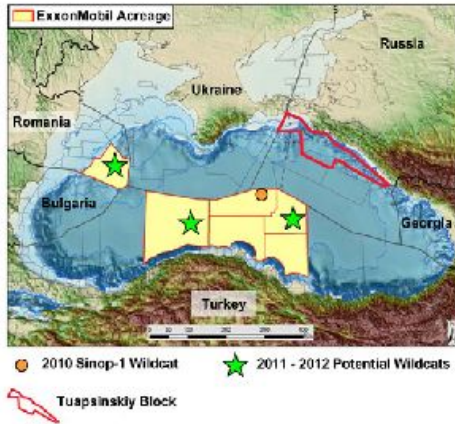 ExxonMobil Acreage
Russia
Ukraine
Romania
Bulgaria
Georgia
Turkey
2010 Sinop-1 Wildcat
2011 - 2012 Potential Wildcats
Tuapsinskiy Block